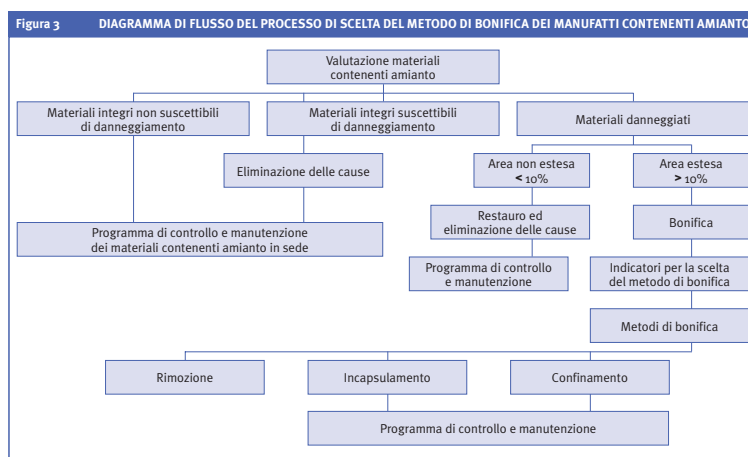 Figura 3 DIAGRAMMA DI FLUSSO DEL PROCESSO DI SCELTA DEL METODO DI BONIFICA DEI MANUFATTI CONTENENTI AMIANTO
Valutazione materiali
contenenti amianto
Materiali integri non suscettibili
di danneggiamento
Materiali integri suscettibili
di danneggiamento
Materiali danneggiati
Eliminazione delle cause
Area non estesa
< 10%
Area estesa
> 10%
Programma di controllo e manutenzione
dei materiali contenenti amianto in sede
Restauro ed
eliminazione delle cause
Bonifica
Programma di controllo
e manutenzione
Indicatori per la scelta
del metodo di bonifica
Metodi di bonifica
Rimozione
Incapsulamento
Confinamento
Programma di controllo e manutenzione